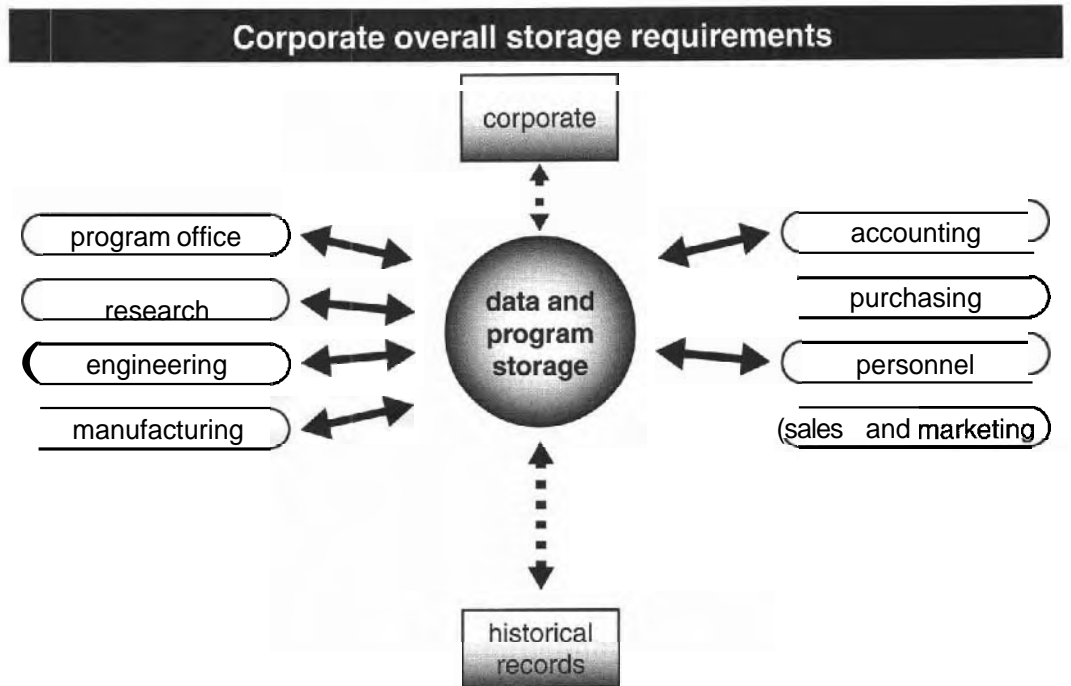 Corporate overall storage requirements
corporate
program office
research
engineering
manufacturing
data and
program
storage
accounting
purchasing
personnel
(sales and marketing
historical
records